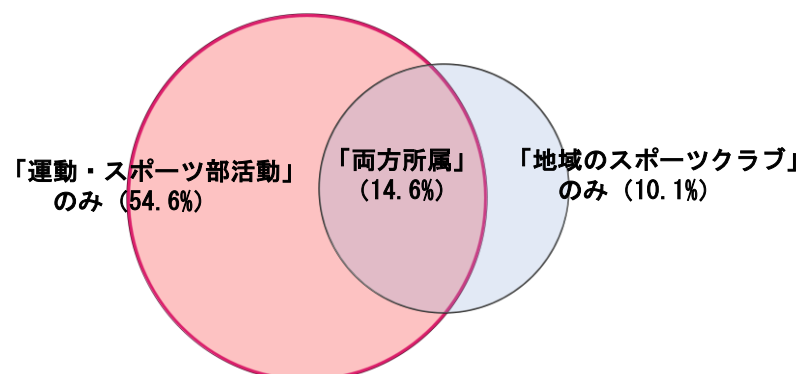 「運動・スポーツ部活動」
のみ（54.6%）
「両方所属」
（14.6%）
「地域のスポーツクラブ」
のみ（10.1%）